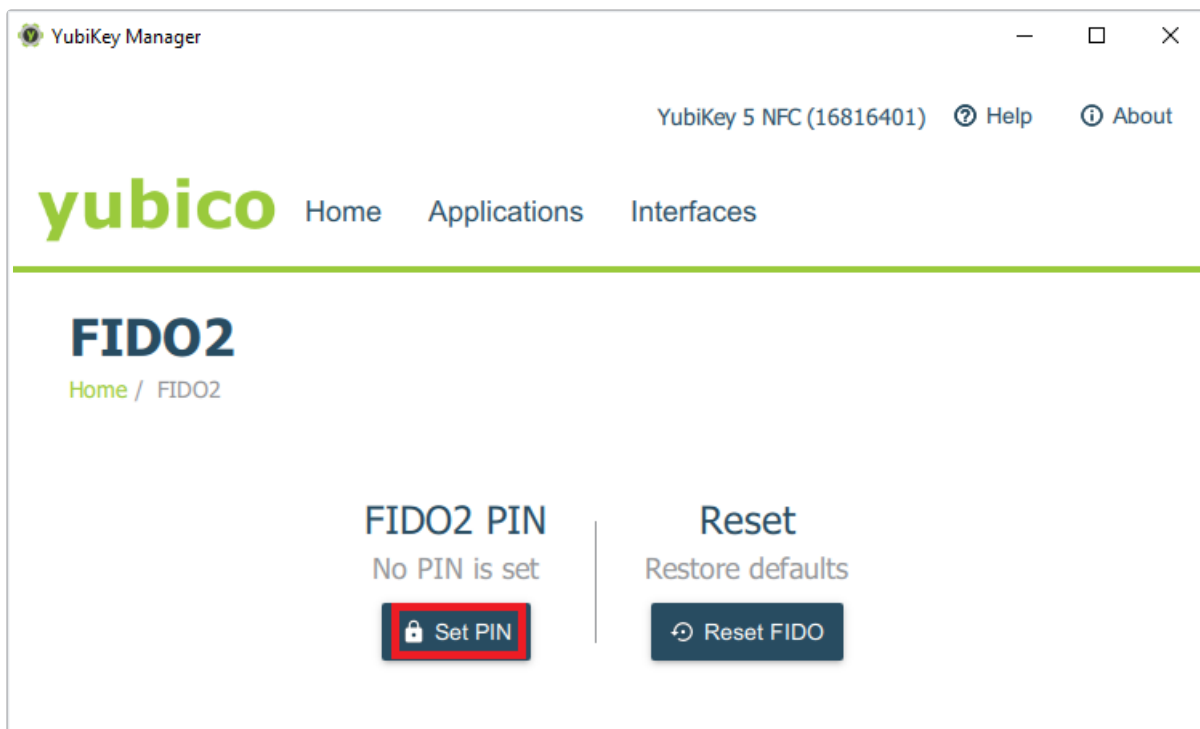 YubiKey Manager
YubiKey 5 NFC (16816401) Help About
yubico Home Applications Interfaces
FIDO2
Home / FIDO2
FIDO2 PIN Reset
No PIN is set Restore defaults
Set PIN Reset FIDO